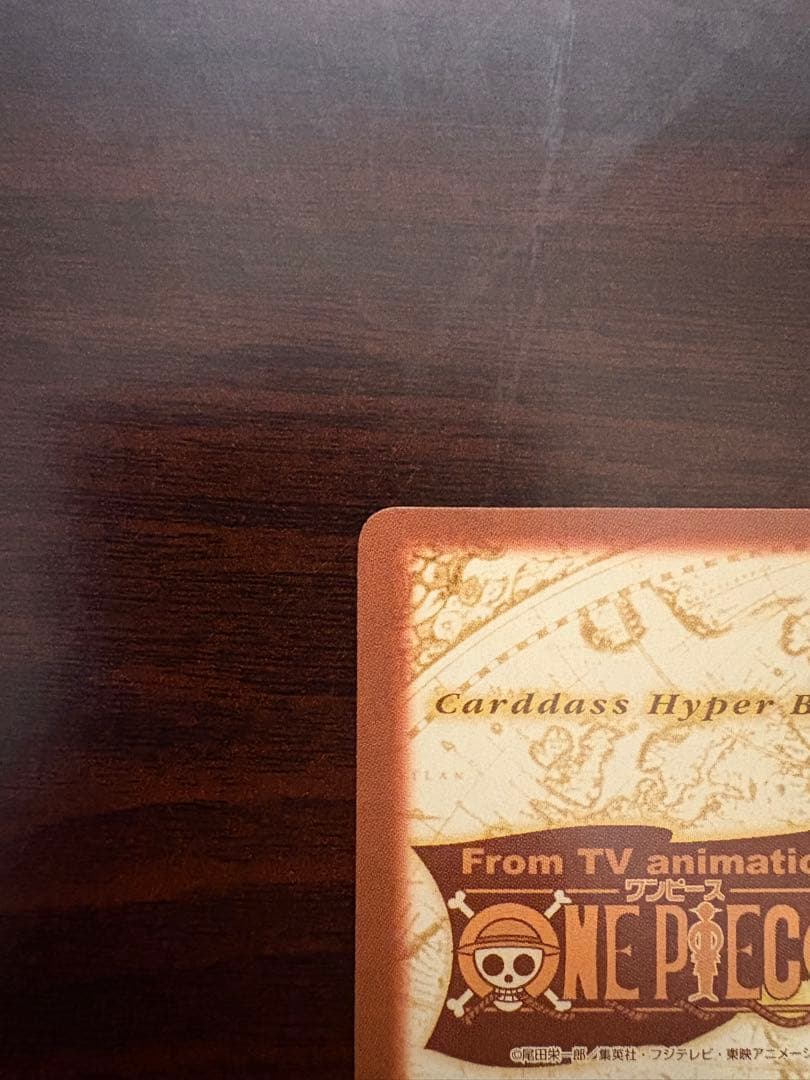 Carddass Hyper B
From TV animatio
ワンピース
ONE PIEC
©尾田栄一郎/集英社・フジテレビ・東映アニメーシ